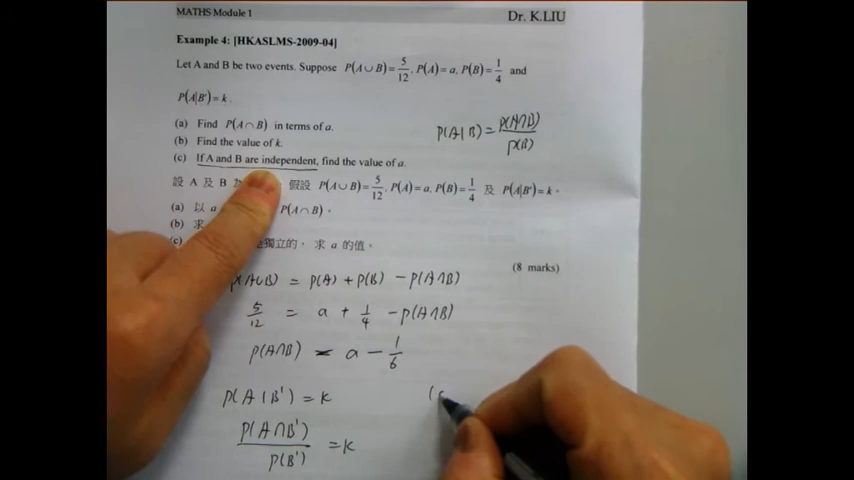 MATHS Module 1 Dr. K.LIU
Example 4: [HKASLMS-2009-04]
Let A and B be two events. Suppose P(A∪B)=5/12, P(A)=a, P(B)=1/4 and
P(A|B')=k.
(a) Find P(A∩B) in terms of a.
(b) Find the value of k.
(c) If A and B are independent, find the value of a.
P(A|B)=P(A∩B)/P(B)
設 A 及 B 假設 P(A∪B)=5/12, P(A)=a, P(B)=1/4 及 P(A|B')=k。
(a) 以 a P(A∩B)。
(b) 求
(c) 獨立的, 求 a 的值。
(8 marks)
P(A∪B) = P(A) + P(B) - P(A∩B)
5/12 = a + 1/4 - P(A∩B)
P(A∩B) = a - 1/6
P(A|B') = k
P(A∩B')/P(B') = k
(c